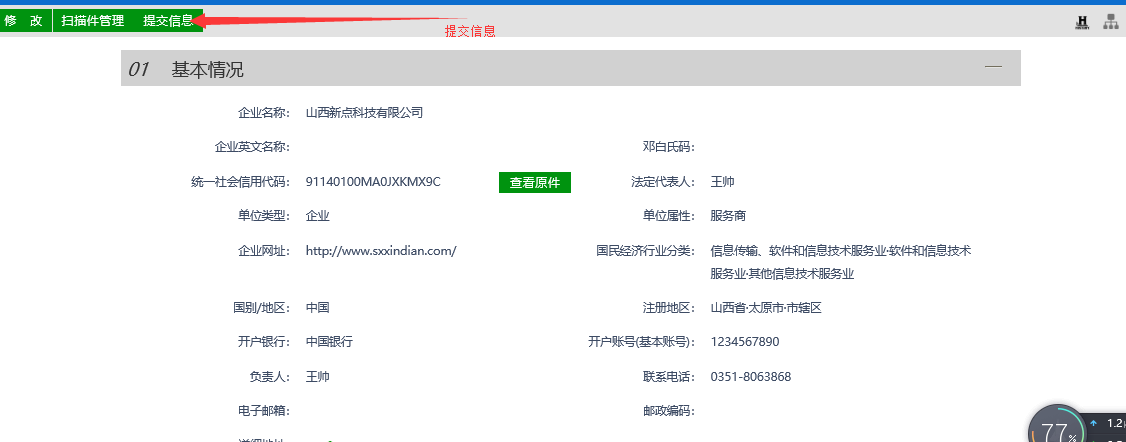 修 改 扫描件管理 提交信息
提交信息
H
01 基本情况
企业名称: 山西新点科技有限公司
企业英文名称: 邓白氏码:
统一社会信用代码: 91140100MA0JXKMX9C 查看原件 法定代表人: 王帅
单位类型: 企业 单位属性: 服务商
企业网址: http://www.sxxindian.com/ 国民经济行业分类: 信息传输、软件和信息技术服务业·软件和信息技术
服务业·其他信息技术服务业
国别/地区: 中国 注册地区: 山西省·太原市·市辖区
开户银行: 中国银行 开户账号(基本账号): 1234567890
负责人: 王帅 联系电话: 0351-8063868
电子邮箱: 邮政编码:
77% 1.2